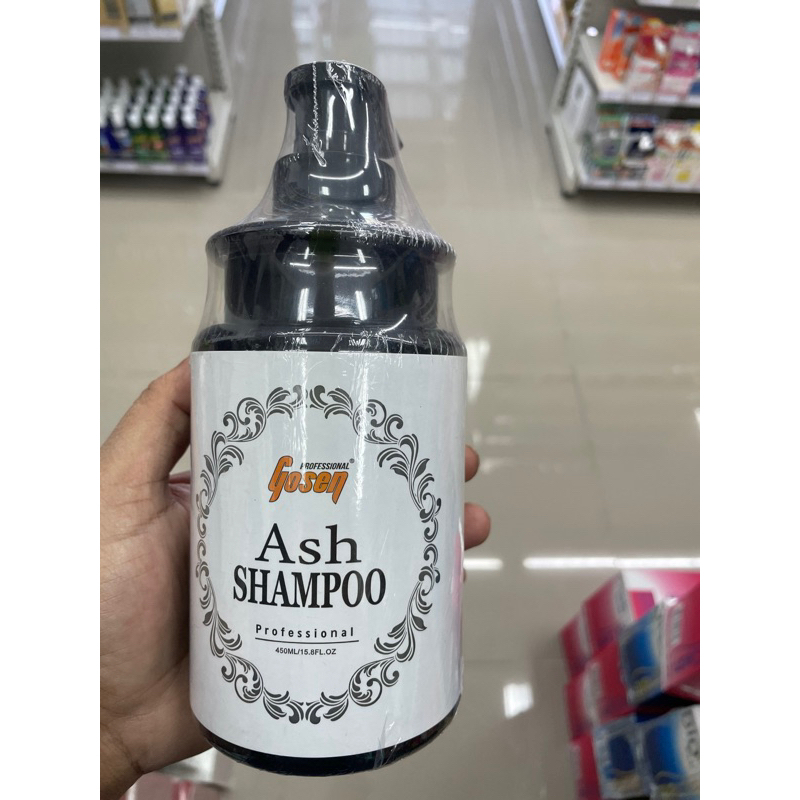 PROFESSIONAL®
Gosen
Ash
SHAMPOO
Professional
450ML/15.8FL.OZ